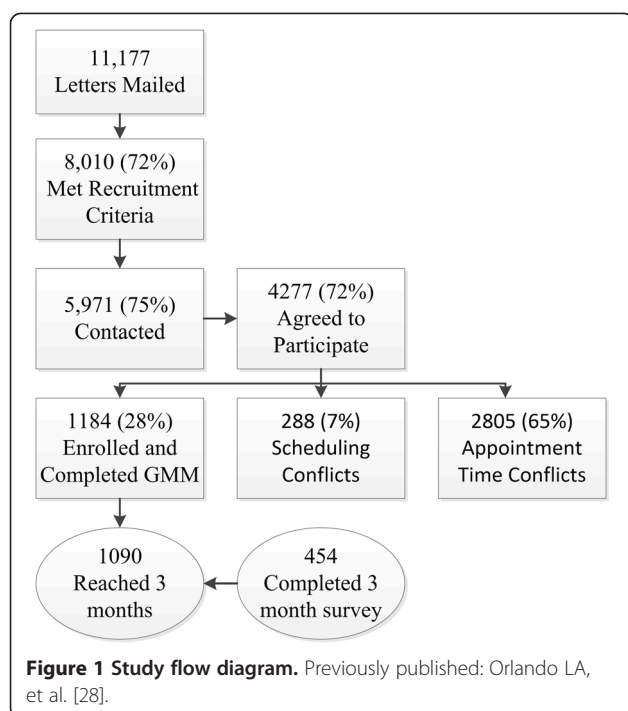 11,177
Letters Mailed
8,010 (72%)
Met Recruitment
Criteria
5,971 (75%)
Contacted
4277 (72%)
Agreed to
Participate
1184 (28%)
Enrolled and
Completed GMM
288 (7%)
Scheduling
Conflicts
2805 (65%)
Appointment
Time Conflicts
1090
Reached 3
months
454
Completed 3
month survey
Figure 1 Study flow diagram. Previously published: Orlando LA,
et al. [28].